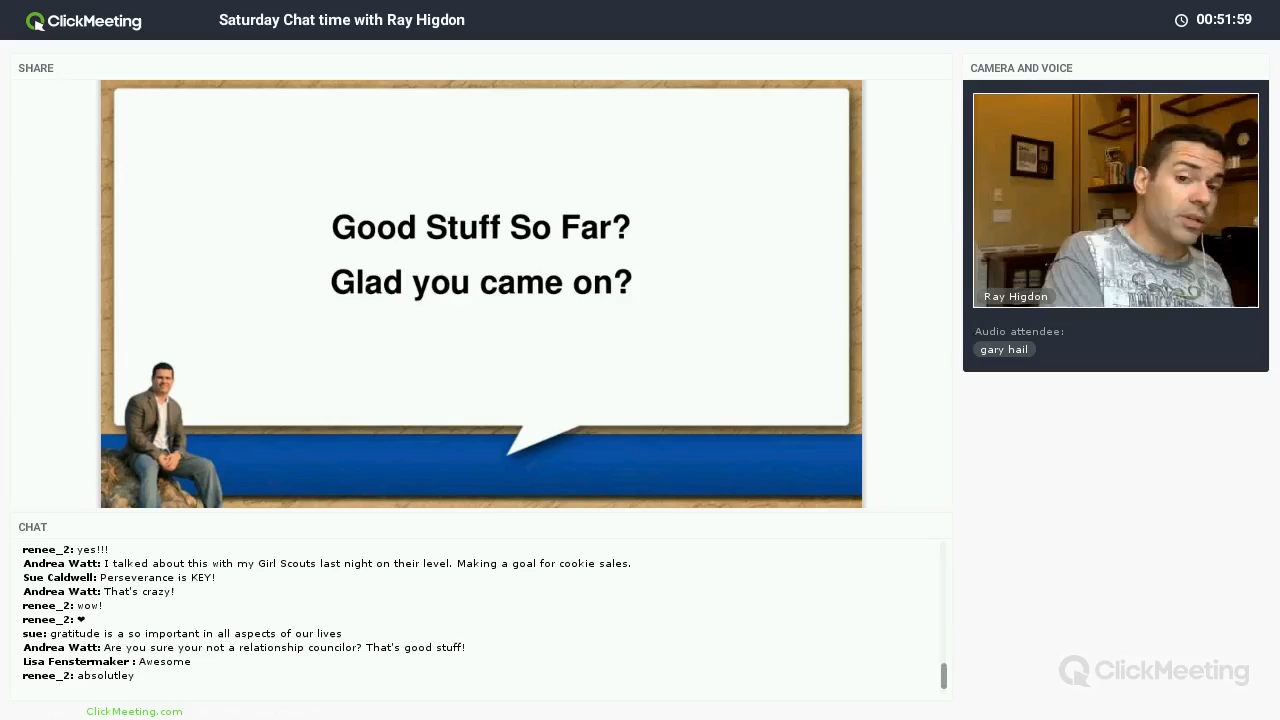 ClickMeeting
Saturday Chat time with Ray Higdon
00:51:59
SHARE
Good Stuff So Far?
Glad you came on?
CAMERA AND VOICE
Ray Higdon
Audio attendee:
gary hail
CHAT
renee_2: yes!!!
Andrea Watt: I talked about this with my Girl Scouts last night on their level. Making a goal for cookie sales.
Sue Caldwell: Perseverance is KEY!
Andrea Watt: That's crazy!
renee_2: wow!
renee_2: ❤
sue: gratitude is a so important in all aspects of our lives
Andrea Watt: Are you sure your not a relationship councilor? That's good stuff!
Lisa Fenstermaker : Awesome
renee_2: absolutley
ClickMeeting
ClickMeeting.com